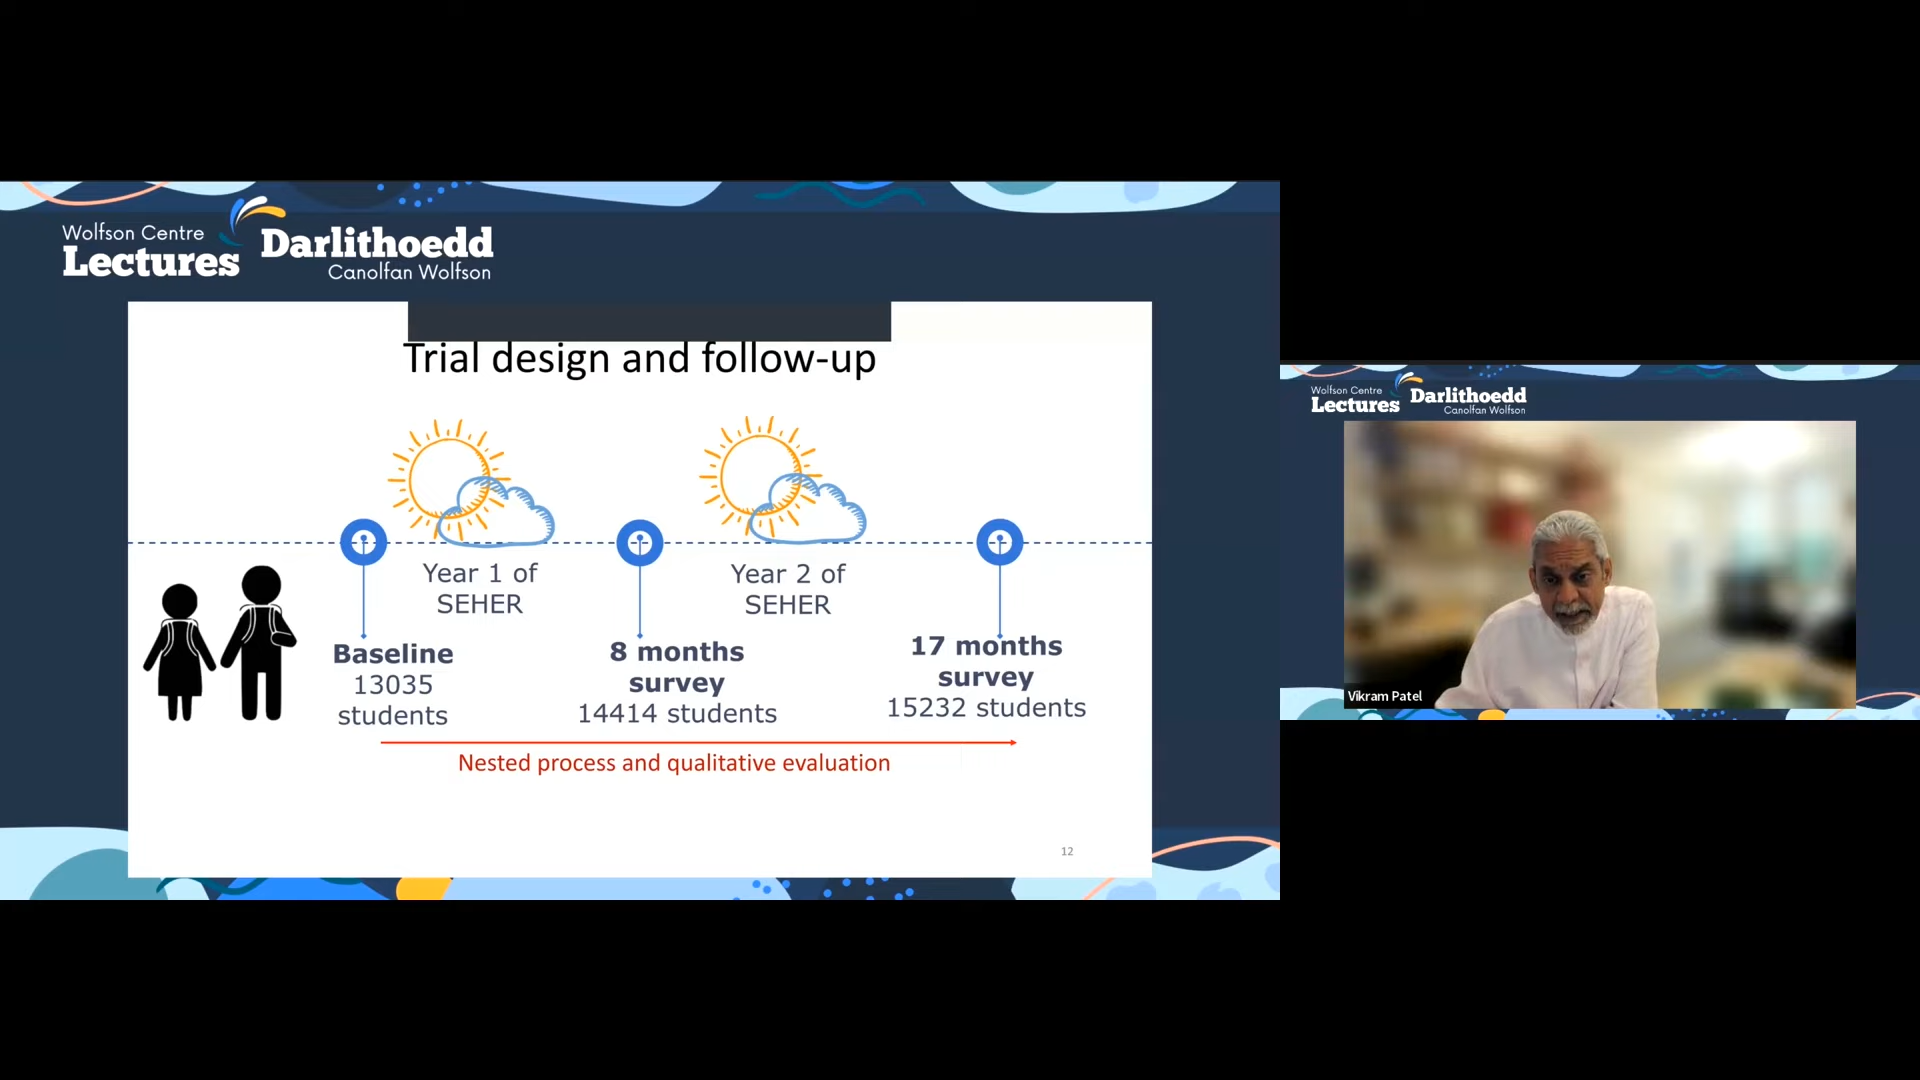 Wolfson Centre
Lectures
Darlithoedd
Canolfan Wolfson
Trial design and follow-up
Year 1 of
SEHER
Year 2 of
SEHER
Baseline
13035
students
8 months
survey
14414 students
17 months
survey
15232 students
Nested process and qualitative evaluation
12
Wolfson Centre
Lectures
Darlithoedd
Canolfan Wolfson
Vikram Patel